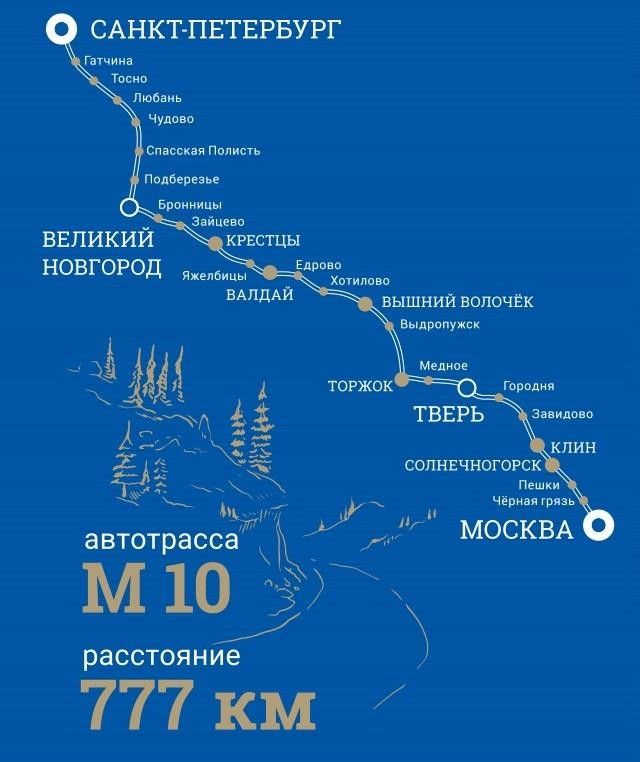 САНКТ-ПЕТЕРБУРГ
Гатчина
Тосно
Любань
Чудово
Спасская Полисть
Подберезье
Бронницы
Зайцево
ВЕЛИКИЙ
НОВГОРОД
КРЕСТЦЫ
Яжелбицы
Едрово
ВАЛДАЙ
Хотилово
ВЫШНИЙ ВОЛОЧЁК
Выдропужск
Медное
ТОРЖОК
Городня
ТВЕРЬ
Завидово
КЛИН
СОЛНЕЧНОГОРСК
Пешки
Чёрная грязь
МОСКВА
автотрасса
М 10
расстояние
777 км